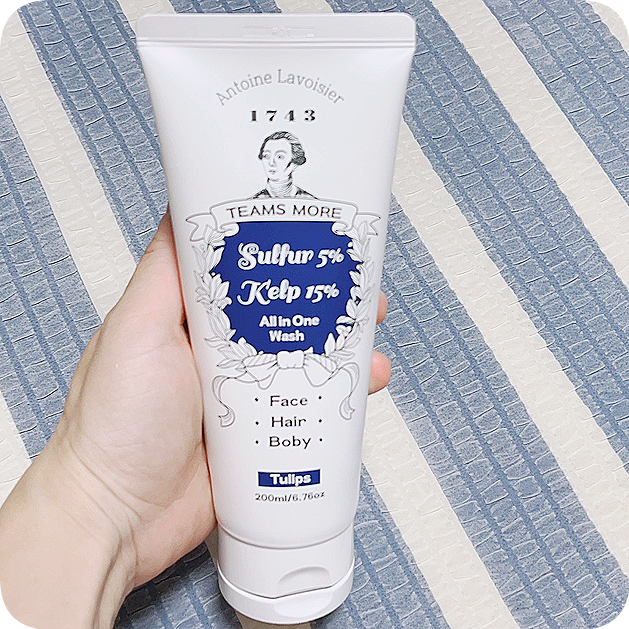 Antoine Lavoisier
1743
TEAMS MORE
Sulfur 5%
Kelp 15%
All in One
Wash
• Face •
• Hair •
• Boby •
Tulips
200ml/6.76oz